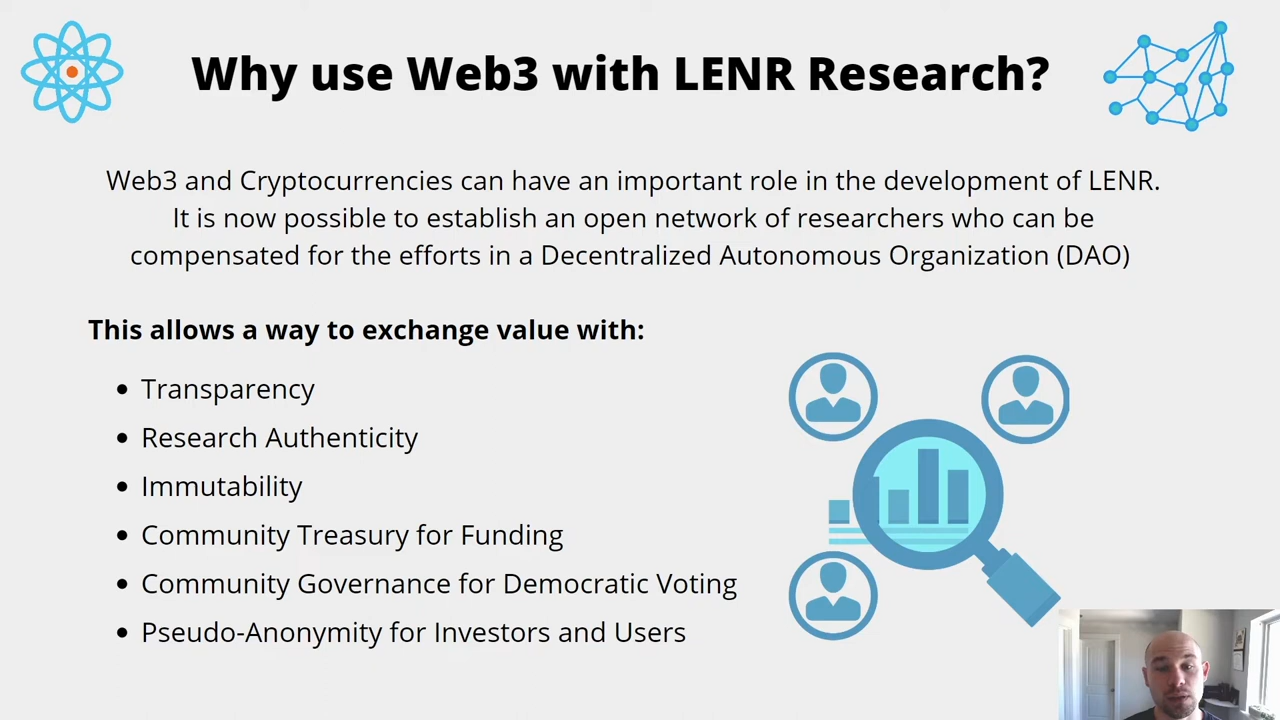 Why use Web3 with LENR Research?
Web3 and Cryptocurrencies can have an important role in the development of LENR.
It is now possible to establish an open network of researchers who can be
compensated for the efforts in a Decentralized Autonomous Organization (DAO)
This allows a way to exchange value with:
• Transparency
• Research Authenticity
• Immutability
• Community Treasury for Funding
• Community Governance for Democratic Voting
• Pseudo-Anonymity for Investors and Users